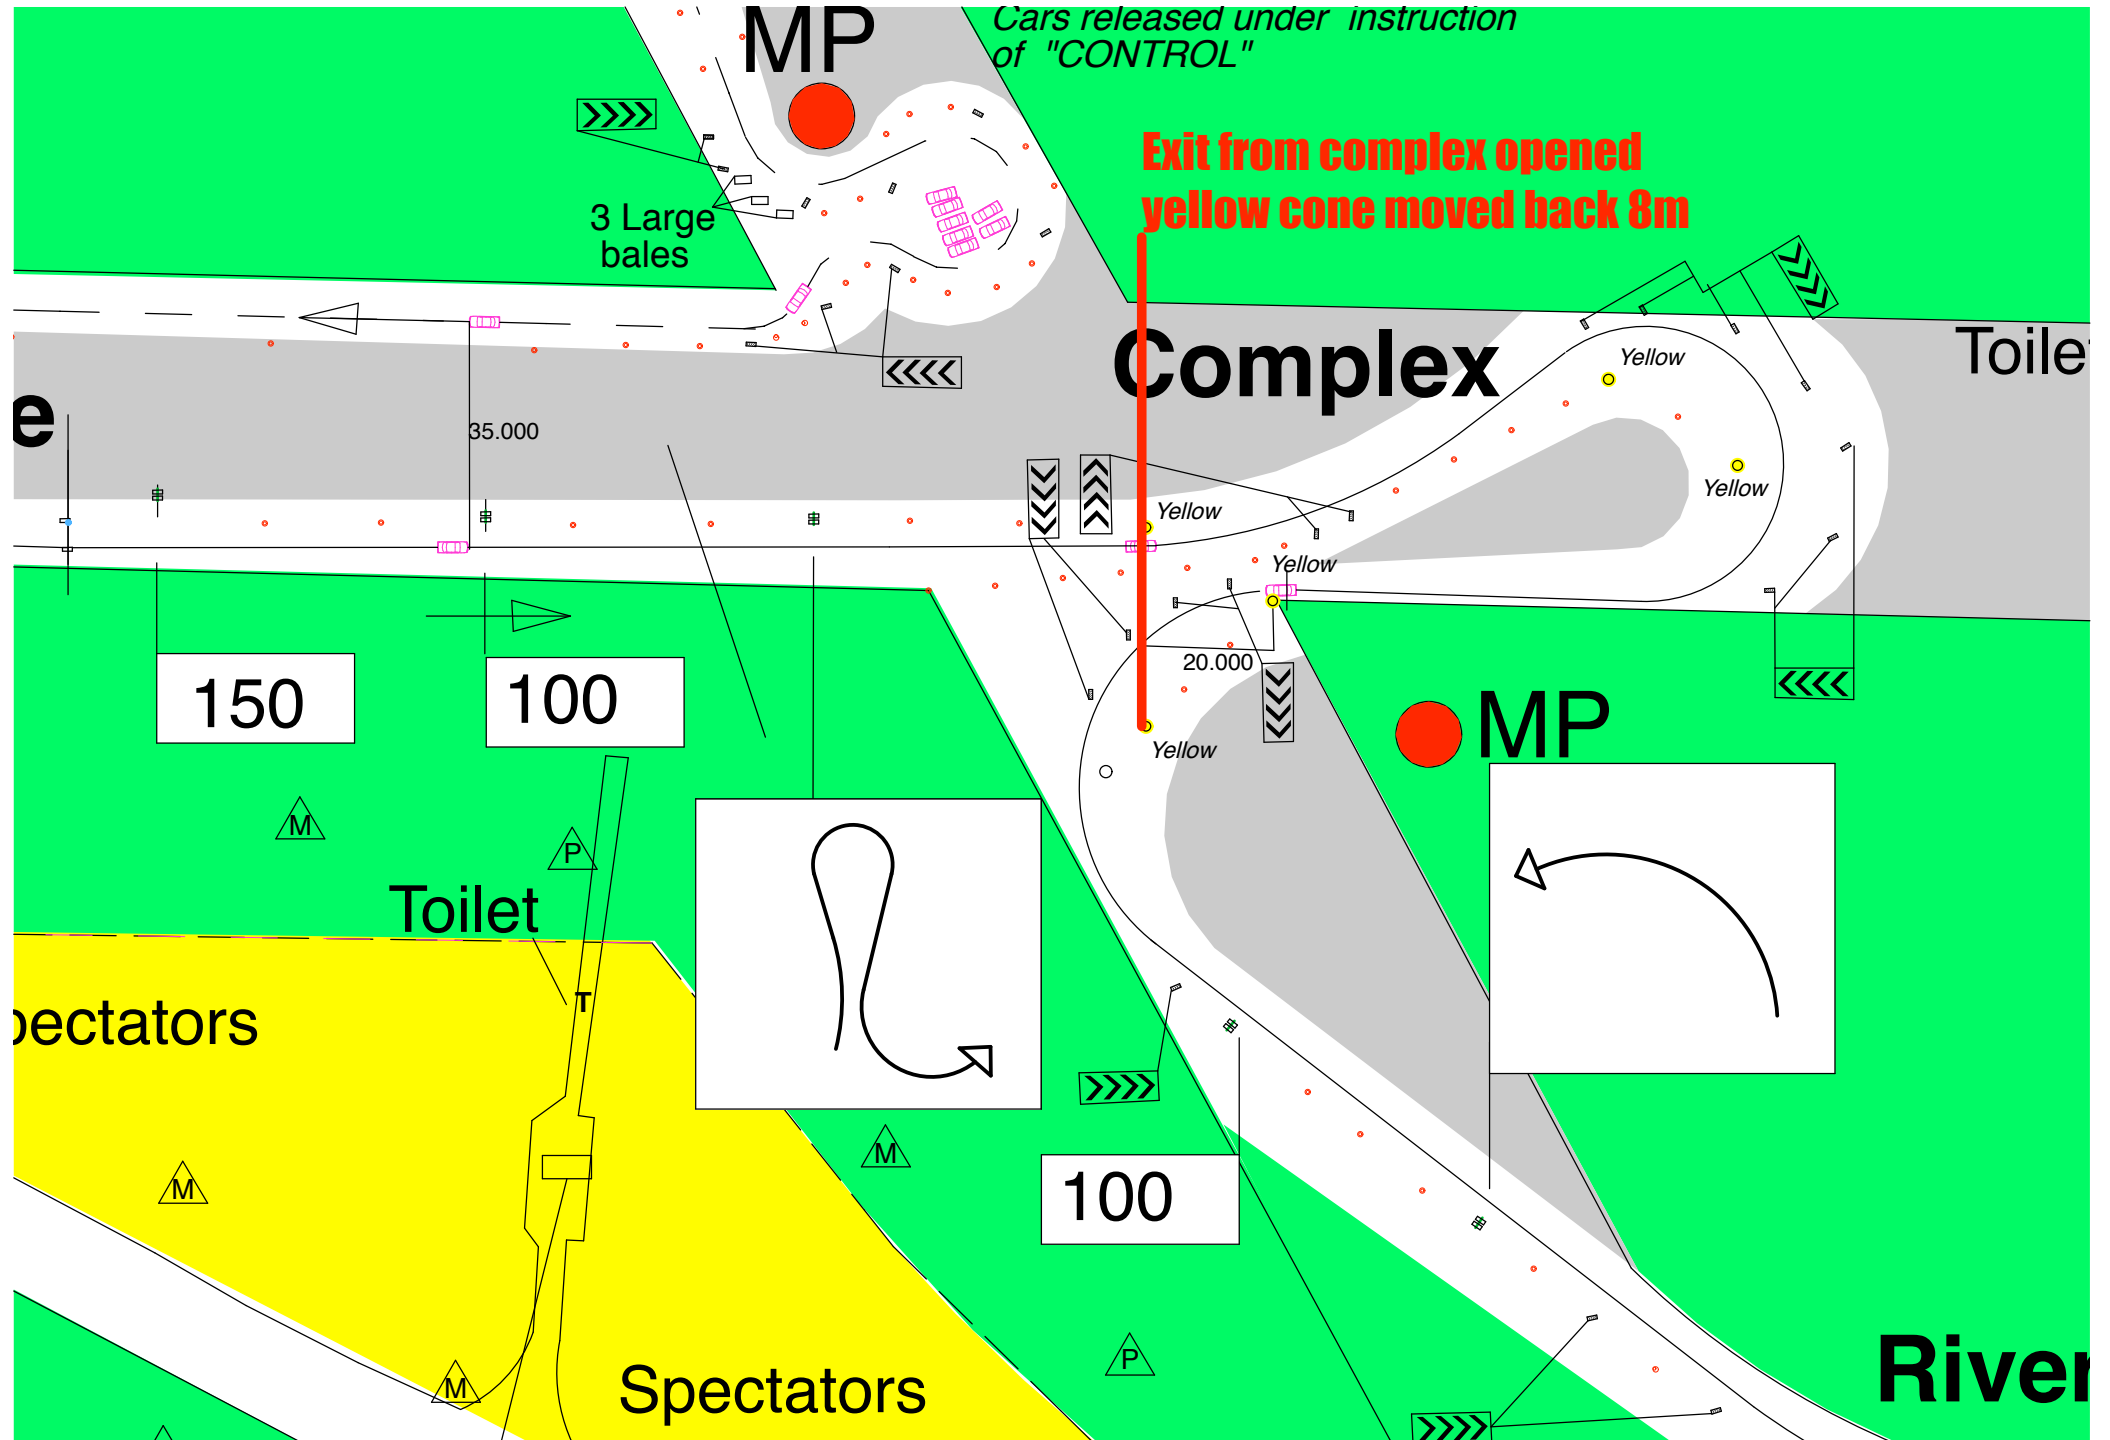 MP
Cars released under instruction
of "CONTROL"
Exit from complex opened
yellow cone moved back 8m
3 Large
bales
Complex
Yellow
Toilet
e
35.000
Yellow
Yellow
Yellow
20.000
150
100
MP
Yellow
M
P
Toilet
T
pectators
M
100
M
P
M
Spectators
River